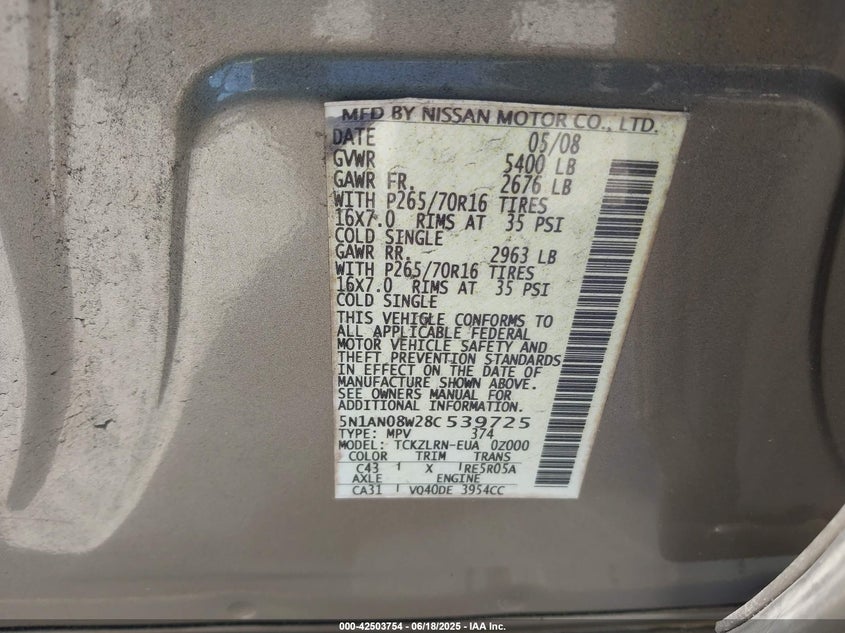 MFD BY NISSAN MOTOR CO., LTD.
DATE 05/08
GVWR 5400 LB
GAWR FR. 2676 LB
WITH P265/70R16 TIRES
16X7.0 RIMS AT 35 PSI
COLD SINGLE
GAWR RR. 2963 LB
WITH P265/70R16 TIRES
16X7.0 RIMS AT 35 PSI
COLD SINGLE
THIS VEHICLE CONFORMS TO
ALL APPLICABLE FEDERAL
MOTOR VEHICLE SAFETY AND
THEFT PREVENTION STANDARDS
IN EFFECT ON THE DATE OF
MANUFACTURE SHOWN ABOVE.
SEE OWNERS MANUAL FOR
ADDITIONAL INFORMATION.
5N1AN08W28C539725
TYPE: MPV 374
MODEL: TCKZLRN-EUA 0Z000
COLOR TRIM TRANS
C43 X RE5R05A
AXLE ENGINE
CA31 VQ40DE 3954CC
000-42503754 / 06/18/2025 - IAA Inc.